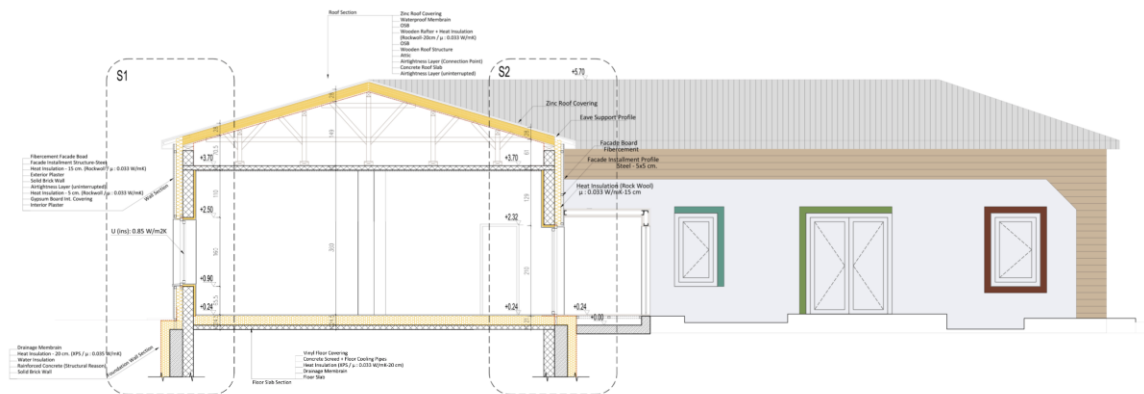 Roof Section
Zinc Roof Covering
Waterproof Membrain
OSB
Wooden Rafter + Heat Insulation
(Rockwoll-20cm / µ : 0.033 W/mK)
OSB
Wooden Roof Structure
Attic
Airtightness Layer (Connection Point)
Concrete Roof Slab
Airtightness Layer (uninterrupted)
S1
S2
+5.70
Zinc Roof Covering
Eave Support Profile
Facade Board
Fibercement
Facade Installment Profile
Steel - 5x5 cm.
Heat Insulation (Rock Wool)
µ : 0.033 W/mK-15 cm
+3.70
+3.70
Fibercement Facade Boad
Facade Installment Structure-Steel
Heat Insulation - 15 cm. (Rockwall / µ : 0.033 W/mK)
Exterior Plaster
Solid Brick Wall
Airtightness Layer (uninterrupted)
Heat Insulation - 5 cm. (Rockwall / µ : 0.033 W/mK)
Gypsum Board Int. Covering
Interior Plaster
Wall Section
+2.50
+2.32
U (ins): 0.85 W/m2K
+0.90
+0.24
+0.24
+0.24
±0.00
Drainage Membrain
Heat Insulation - 20 cm. (XPS / µ : 0.035 W/mK)
Water Insulation
Rainforced Concrete (Structural Reason)
Solid Brick Wall
Foundation Wall Section
Floor Slab Section
Vinyl Floor Covering
Concrete Screed + Floor Cooling Pipes
Heat Insulation (XPS / µ : 0.033 W/mK-20 cm)
Drainage Membrain
Floor Slab